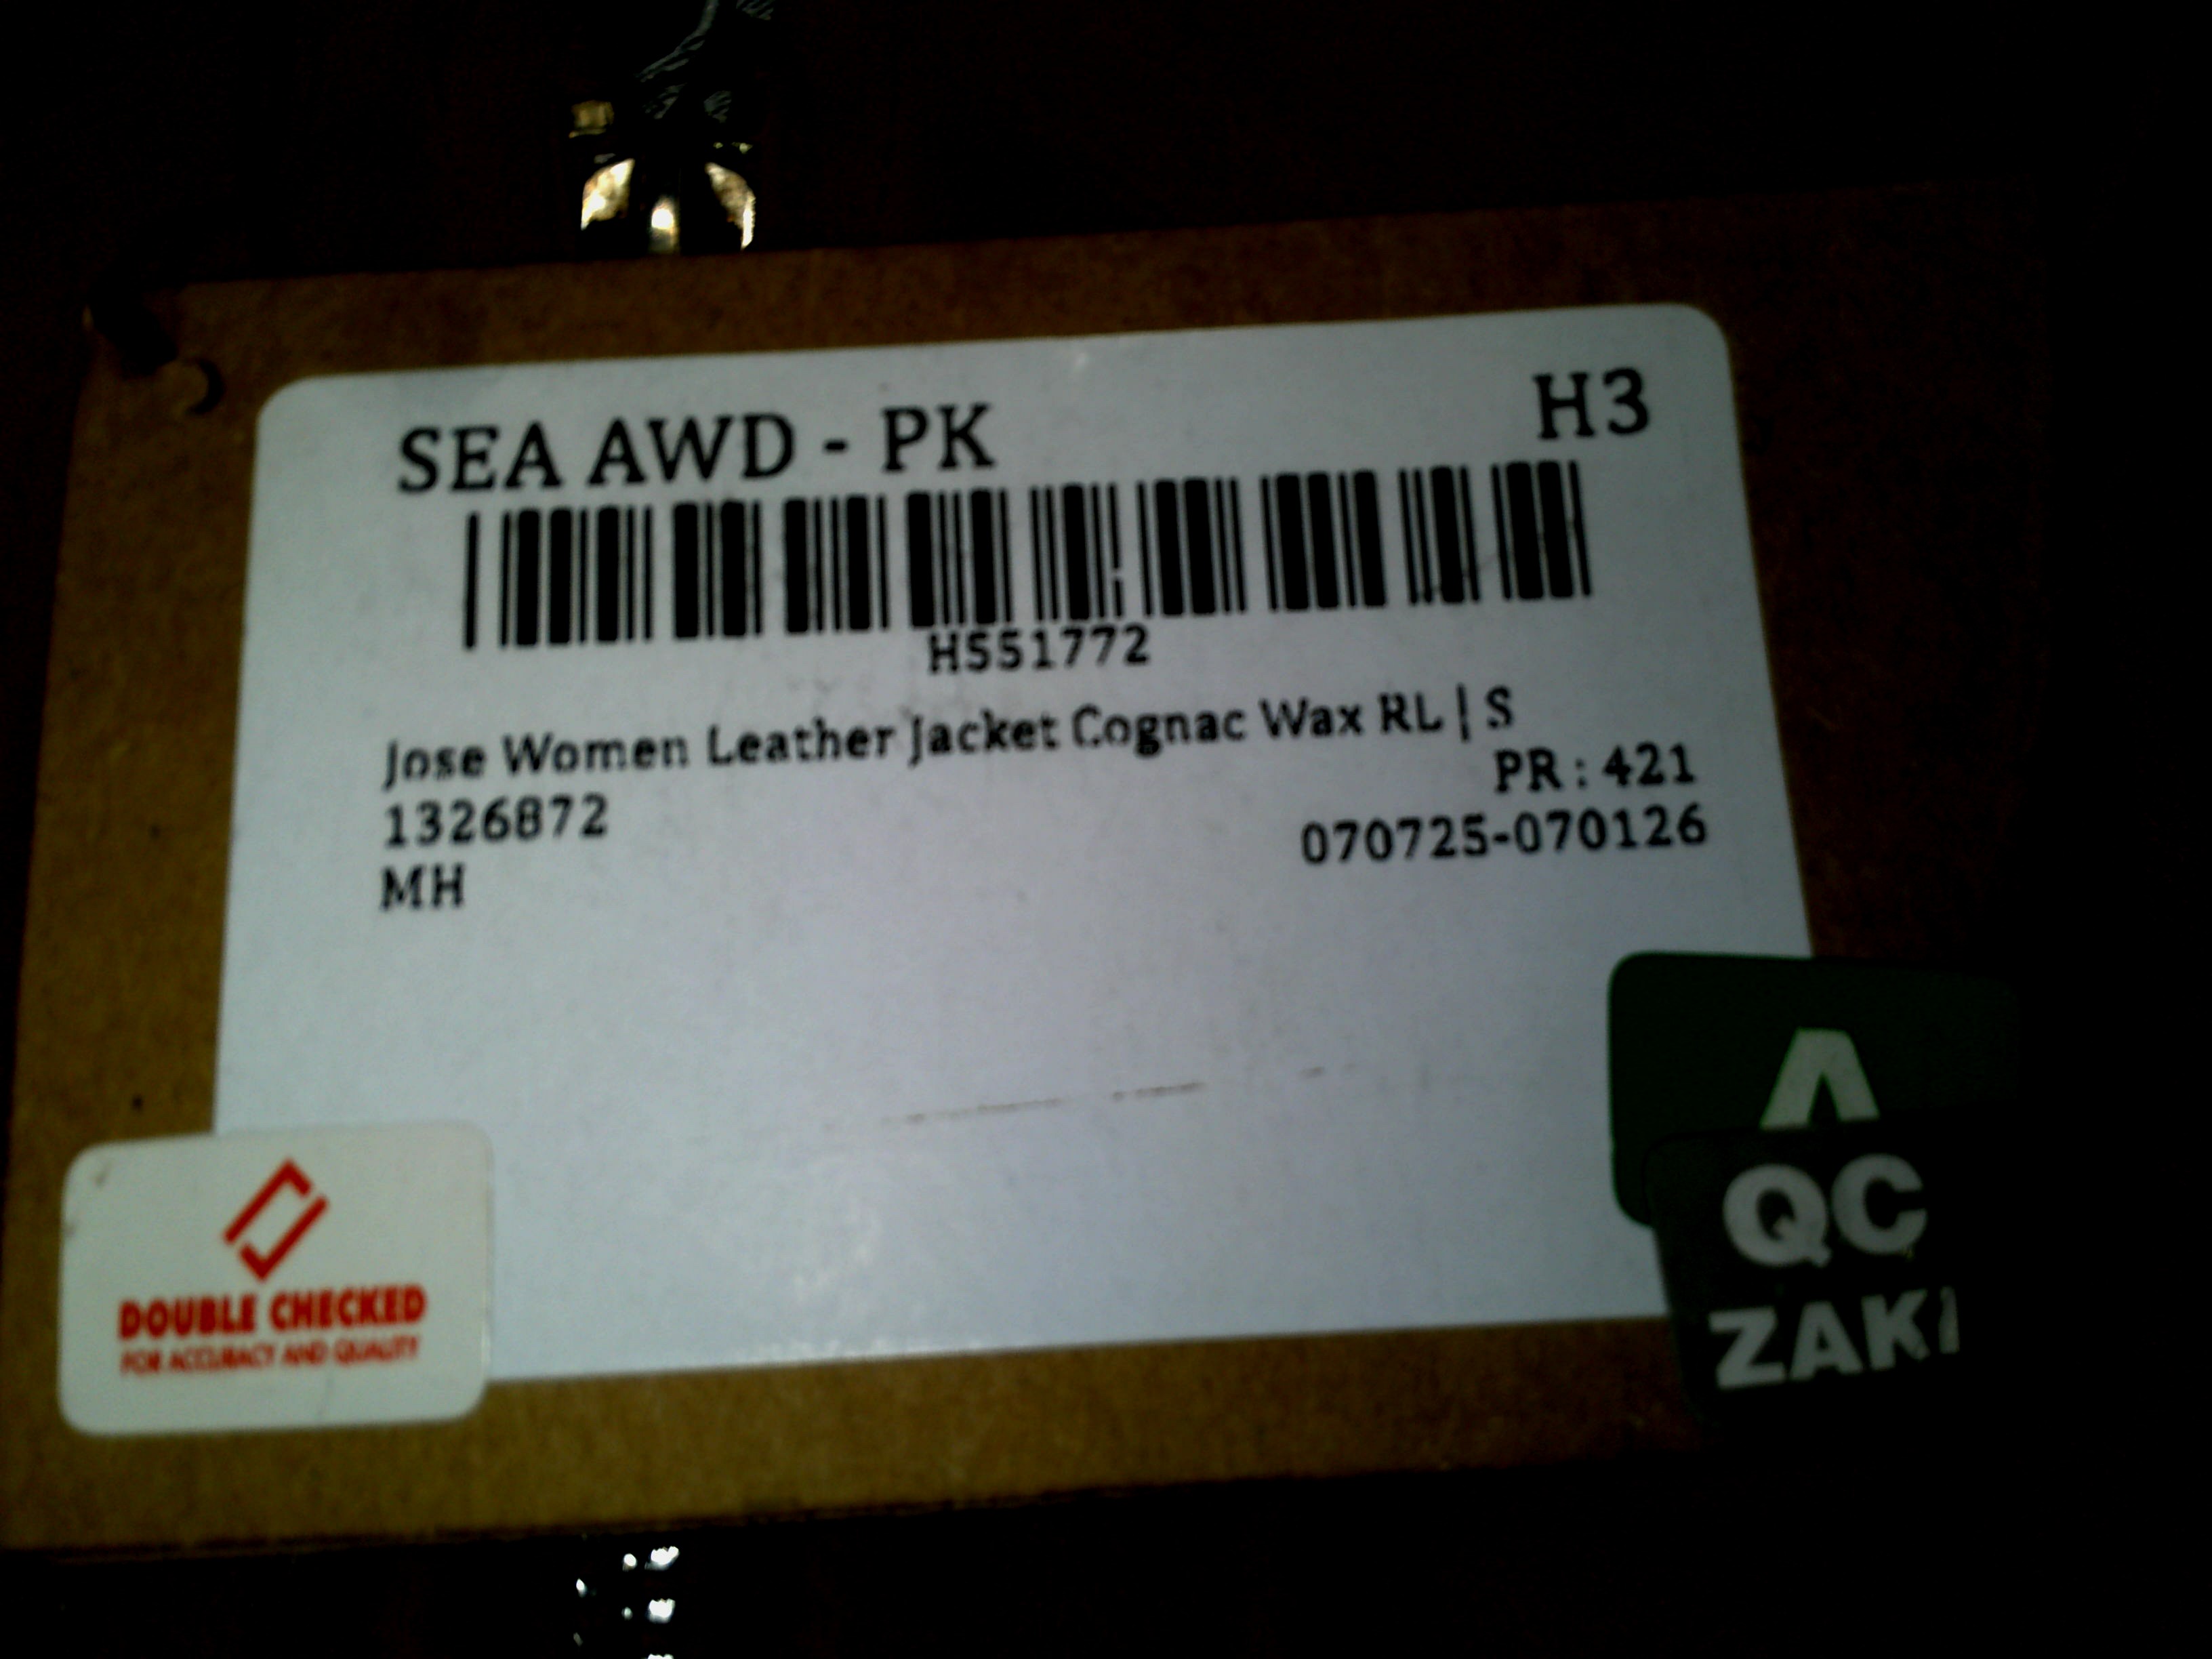 SEA AWD - PK
H3
H551772
Jose Women Leather Jacket Cognac Wax RL | S
PR : 421
1326872
070725-070126
MH
A
QC
ZAKI
DOUBLE CHECKED
FOR ACCURACY AND QUALITY